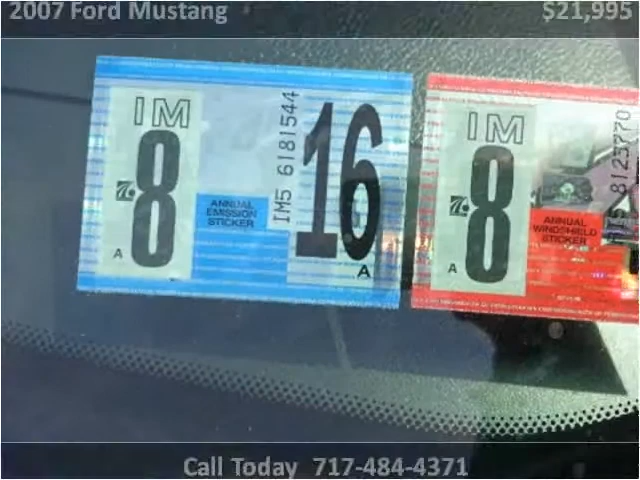 2007 Ford Mustang $21,995
IM
8
A
ANNUAL
EMISSION
STICKER
IM5 6181544
16
A
IM
8
A
ANNUAL
WINDSHIELD
STICKER
8123770
Call Today 717-484-4371